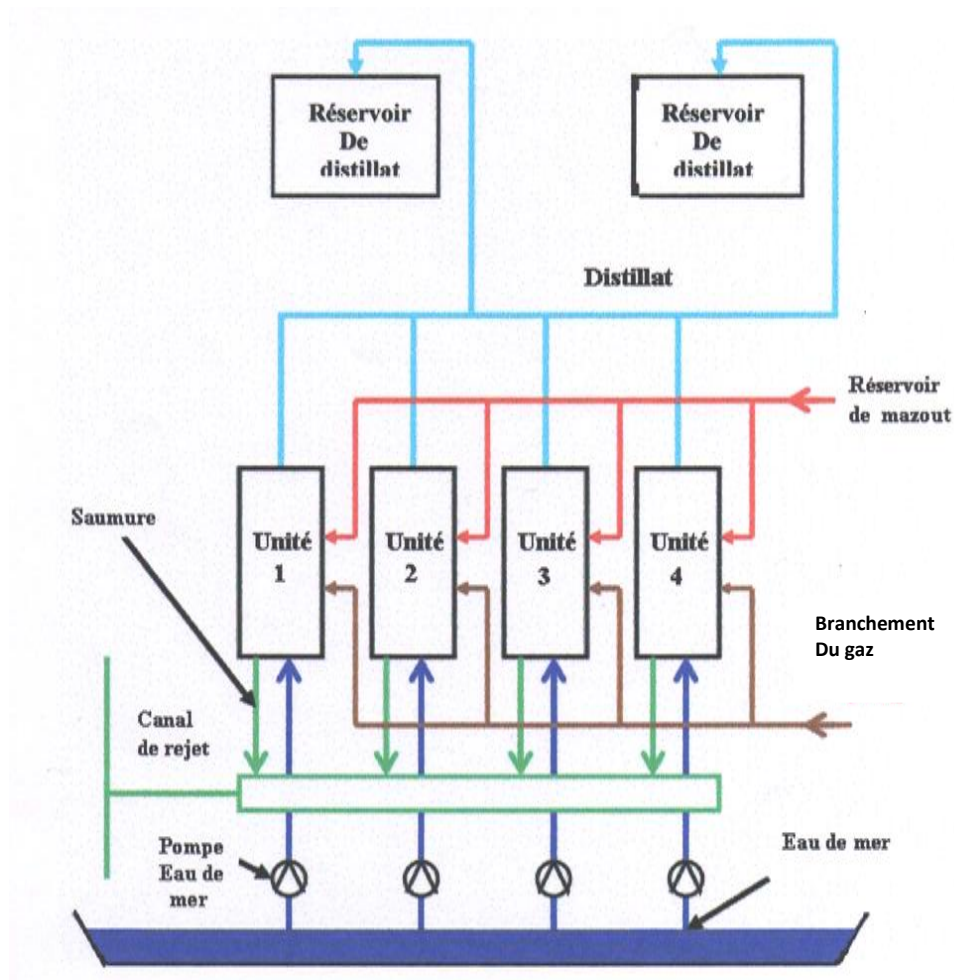 Réservoir
De
distillat
Réservoir
De
distillat
Distillat
Réservoir
de mazout
Saumure
Unité
1
Unité
2
Unité
3
Unité
4
Branchement
Du gaz
Canal
de rejet
Pompe
Eau de
mer
Eau de mer